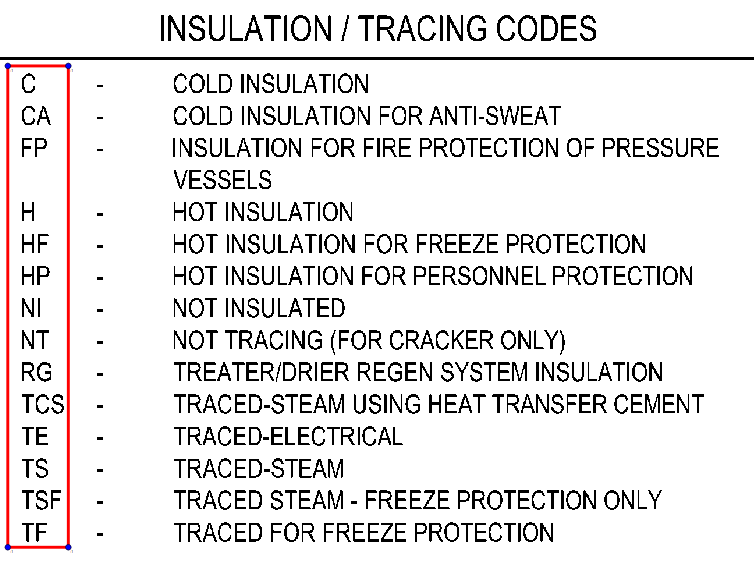 INSULATION / TRACING CODES
C - COLD INSULATION
CA - COLD INSULATION FOR ANTI-SWEAT
FP - INSULATION FOR FIRE PROTECTION OF PRESSURE
VESSELS
H - HOT INSULATION
HF - HOT INSULATION FOR FREEZE PROTECTION
HP - HOT INSULATION FOR PERSONNEL PROTECTION
NI - NOT INSULATED
NT - NOT TRACING (FOR CRACKER ONLY)
RG - TREATER/DRIER REGEN SYSTEM INSULATION
TCS - TRACED-STEAM USING HEAT TRANSFER CEMENT
TE - TRACED-ELECTRICAL
TS - TRACED-STEAM
TSF - TRACED STEAM - FREEZE PROTECTION ONLY
TF - TRACED FOR FREEZE PROTECTION